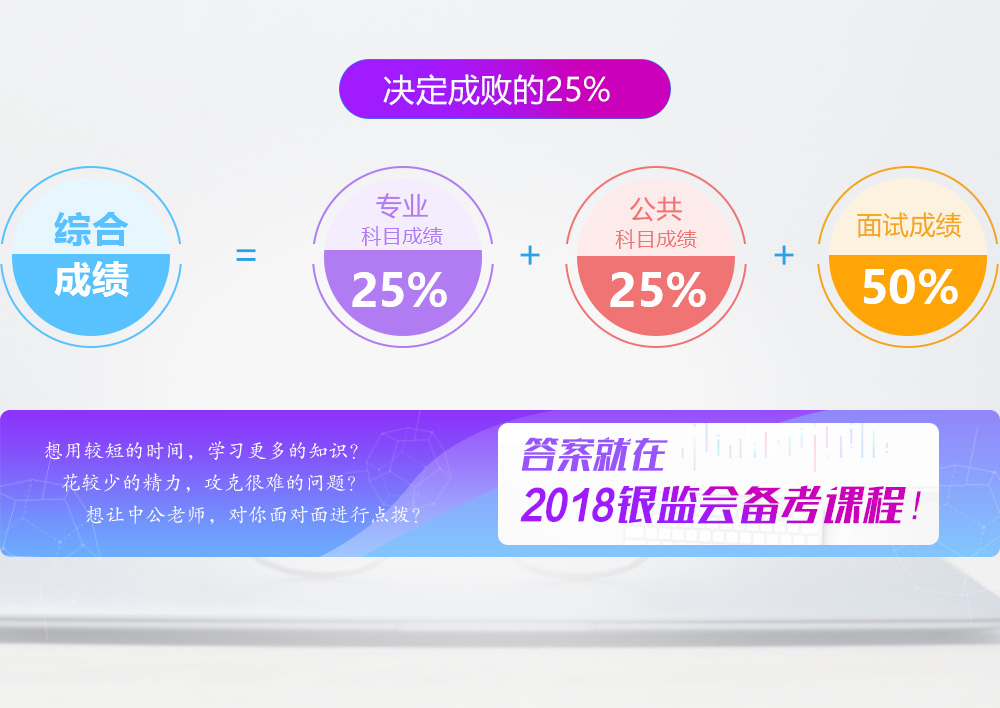 决定成败的25%
综合
成绩
=
专业
科目成绩
25%
+
公共
科目成绩
25%
+
面试成绩
50%
想用较短的时间，学习更多的知识？
花较少的精力，攻克很难的问题？
想让中公老师，对你面对面进行点拨？
答案就在
2018银监会备考课程！